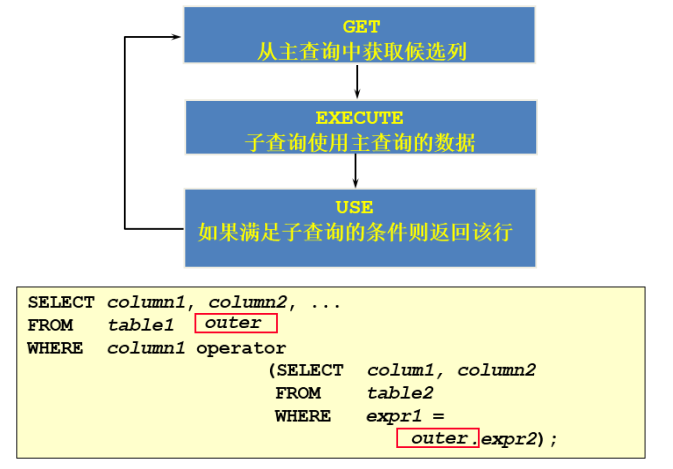 GET
从主查询中获取候选列
EXECUTE
子查询使用主查询的数据
USE
如果满足子查询的条件则返回该行
SELECT column1, column2, ...
FROM table1 outer
WHERE column1 operator
(SELECT colum1, column2
FROM table2
WHERE expr1 =
outer.expr2);